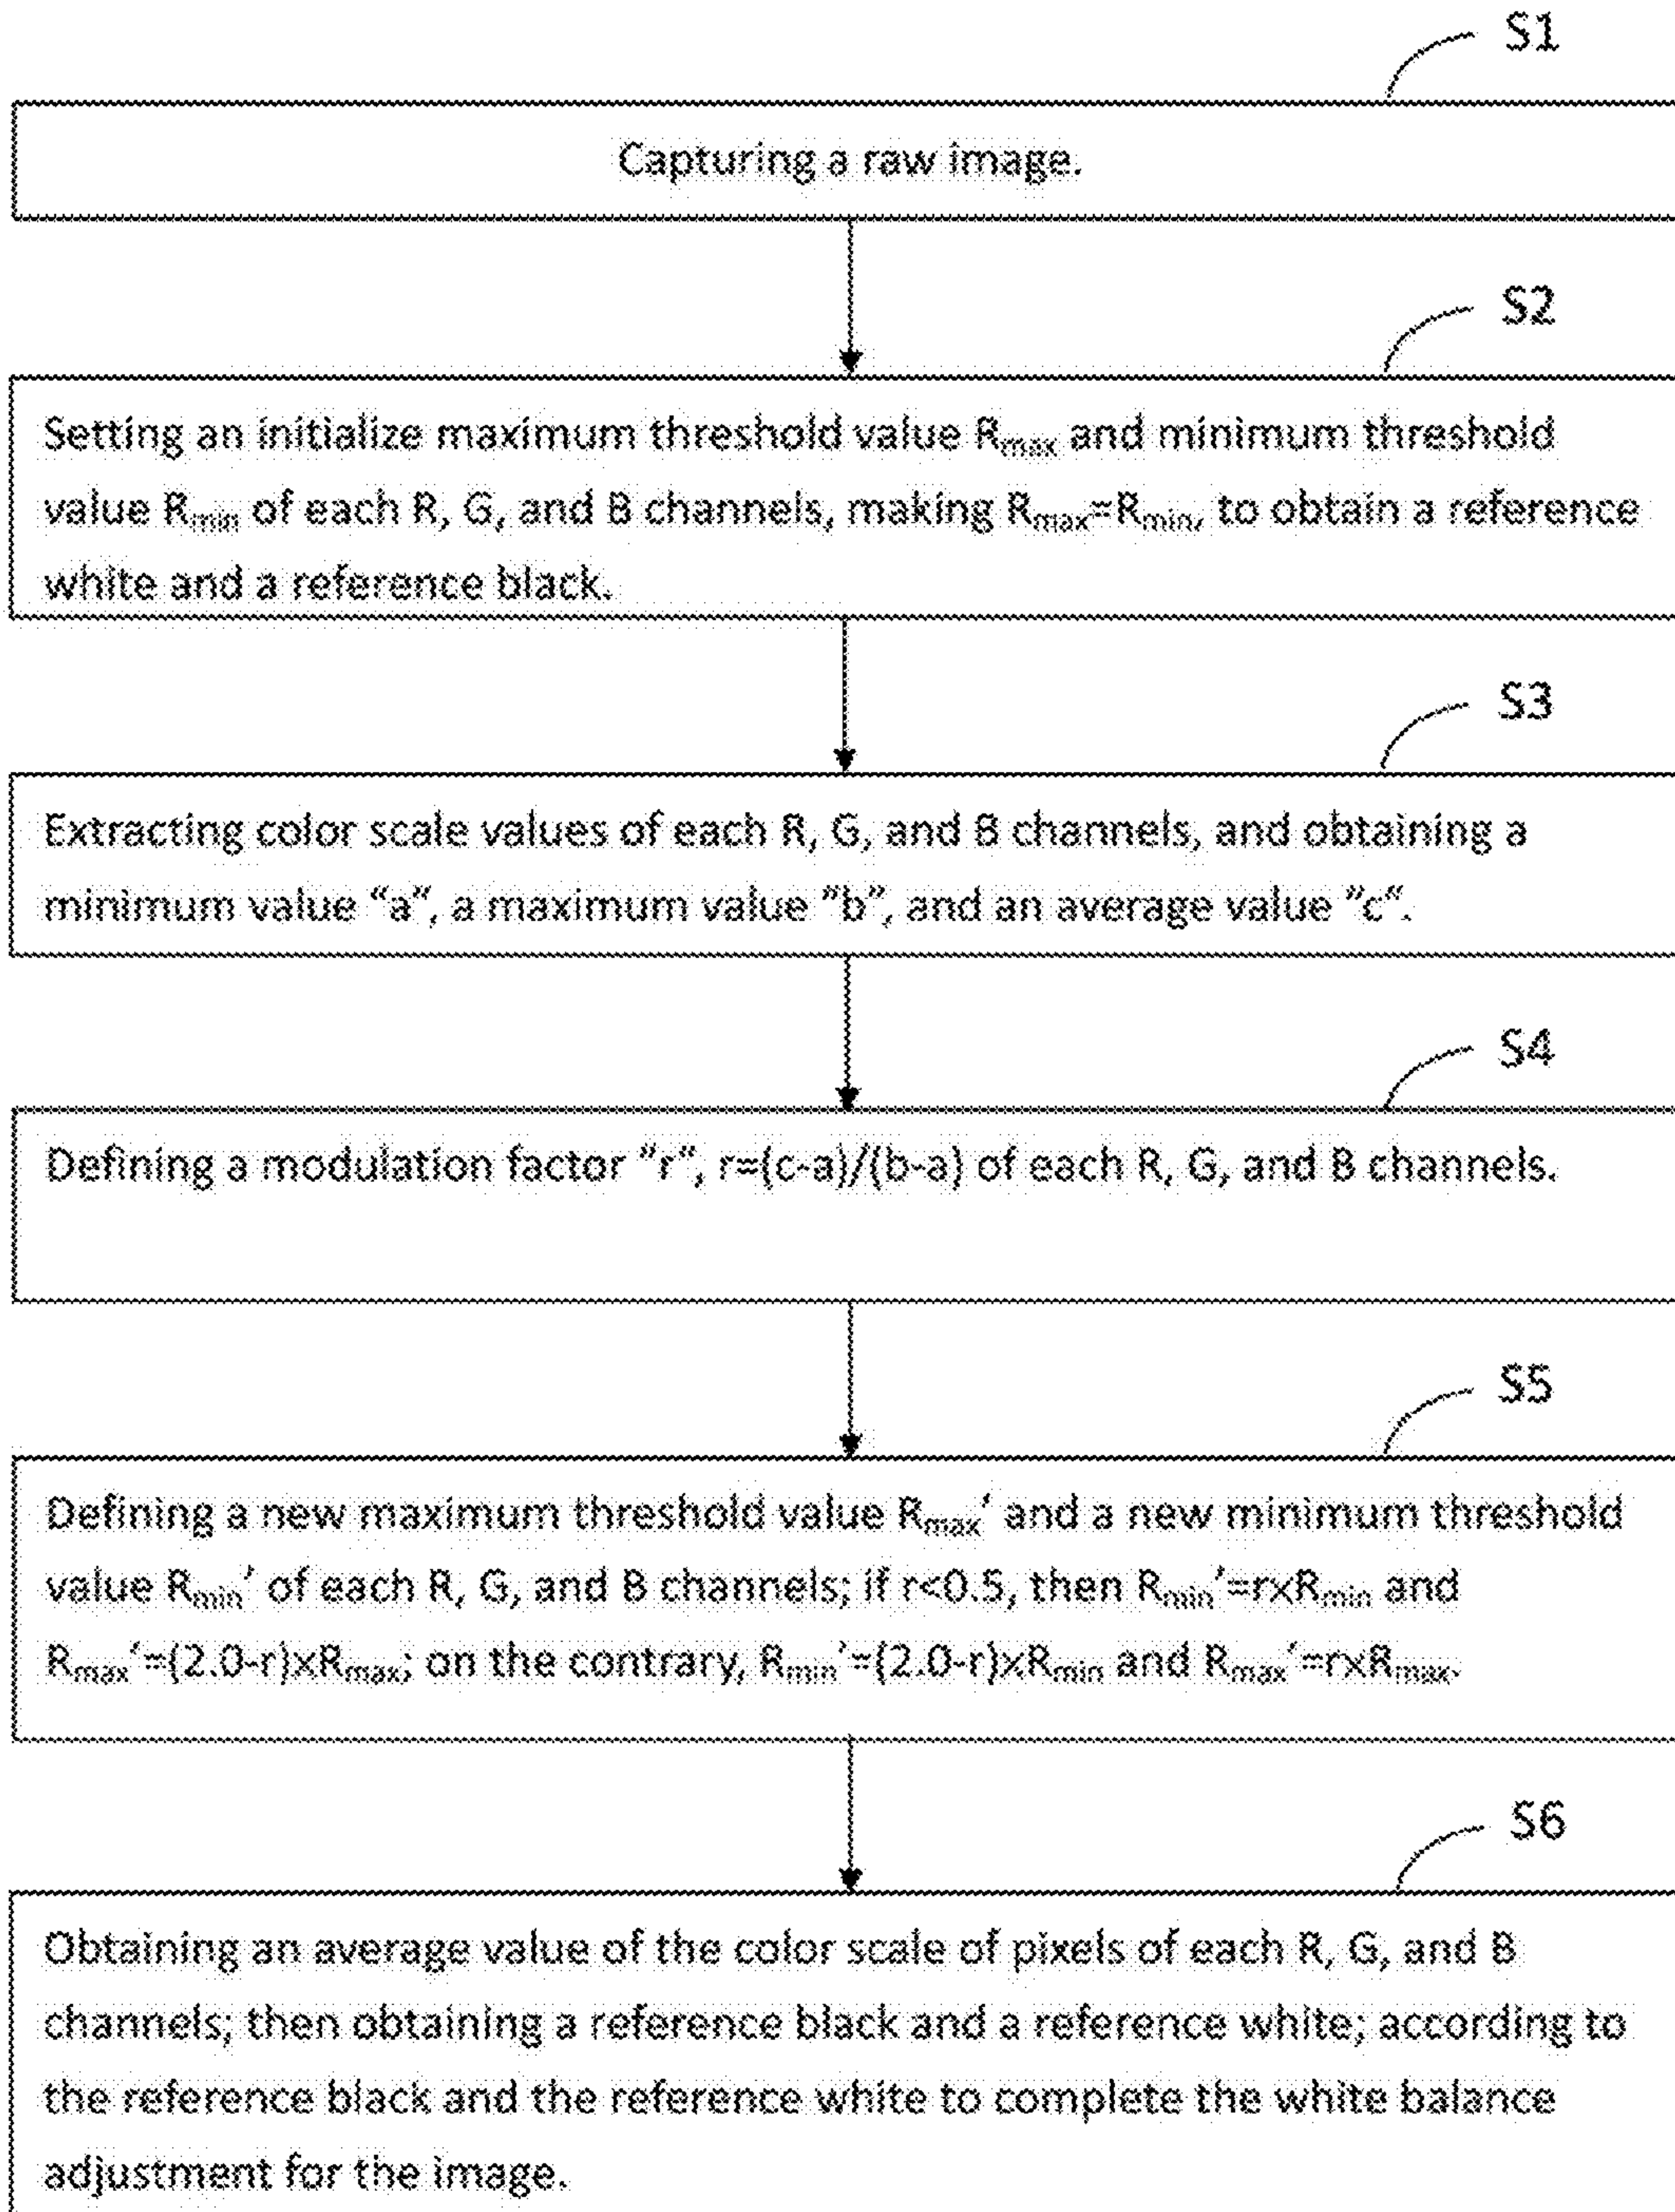 S1
Capturing a raw image.
S2
Setting an initialize maximum threshold value Rmax and minimum threshold
value Rmin of each R, G, and B channels, making Rmax=Rmin, to obtain a reference
white and a reference black.
S3
Extracting color scale values of each R, G, and B channels, and obtaining a
minimum value “a”, a maximum value ”b”, and an average value ”c“.
S4
Defining a modulation factor ”r“, r=(c-a)/(b-a) of each R, G, and B channels.
S5
Defining a new maximum threshold value Rmax’ and a new minimum threshold
value Rmin’ of each R, G, and B channels; if r<0.5, then Rmin’=r×Rmin and
Rmax’=(2.0-r)×Rmax; on the contrary, Rmin’=(2.0-r)×Rmin and Rmax’=r×Rmax.
S6
Obtaining an average value of the color scale of pixels of each R, G, and B
channels; then obtaining a reference black and a reference white; according to
the reference black and the reference white to complete the white balance
adjustment for the image.